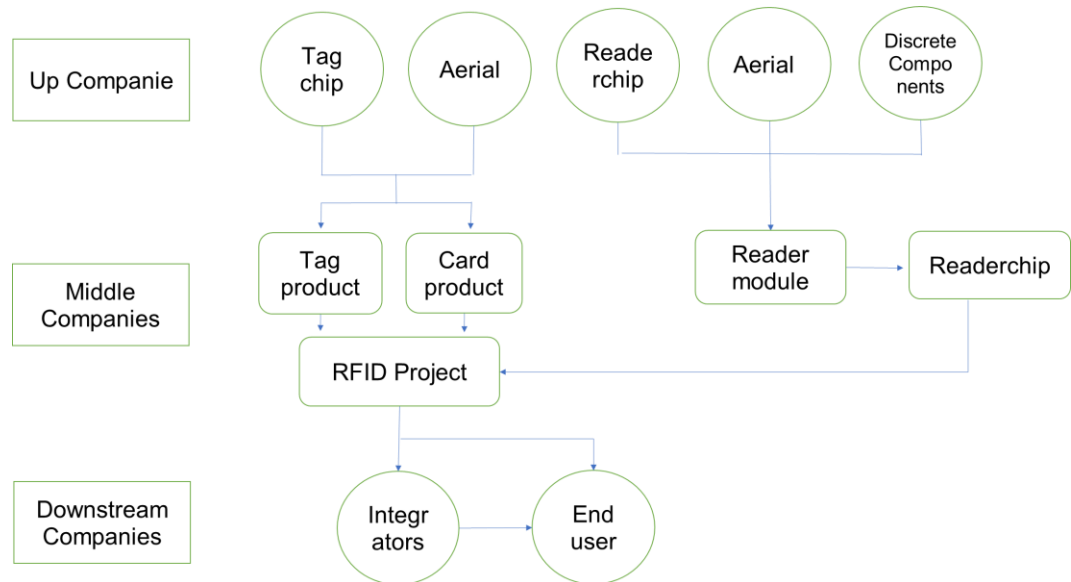 Up Companie
Tag
chip
Aerial
Reade
rchip
Aerial
Discrete
Compo
nents
Middle
Companies
Tag
product
Card
product
Reader
module
Readerchip
RFID Project
Downstream
Companies
Integr
ators
End
user